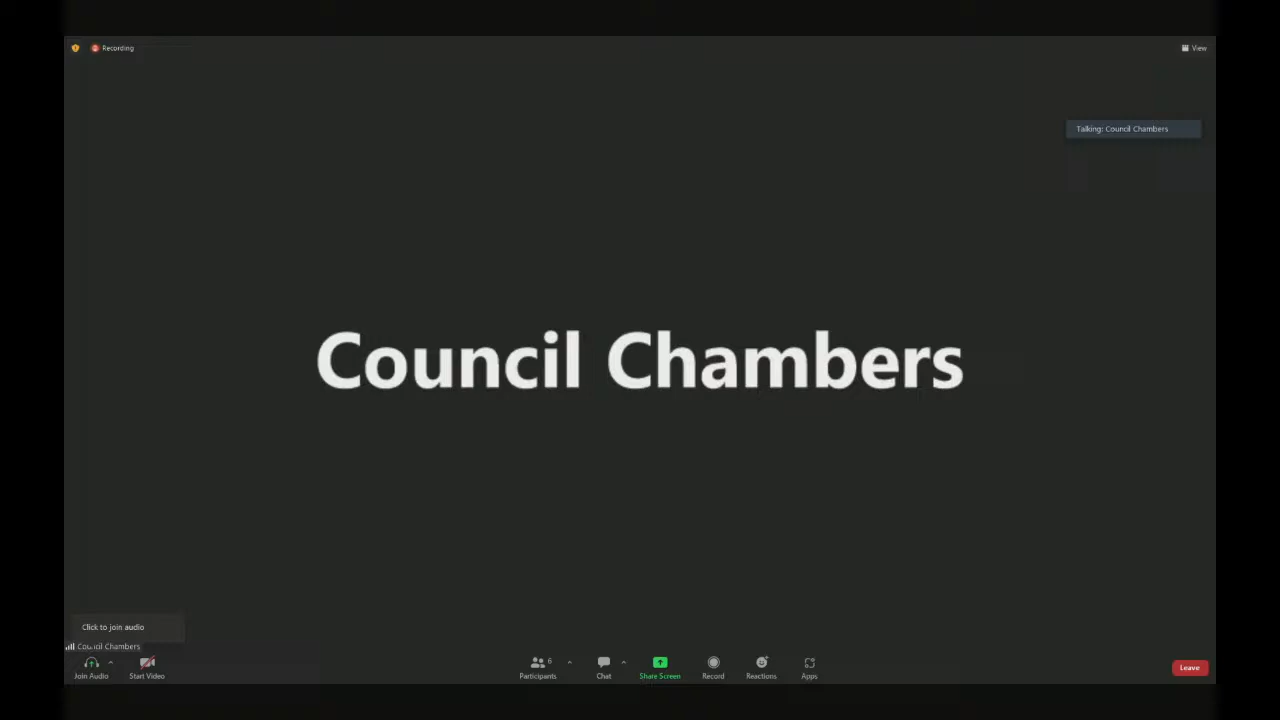 Recording
View
Talking: Council Chambers
Council Chambers
Click to join audio
Council Chambers
Join Audio
Start Video
Participants
6
Chat
Share Screen
Record
Reactions
Apps
Leave